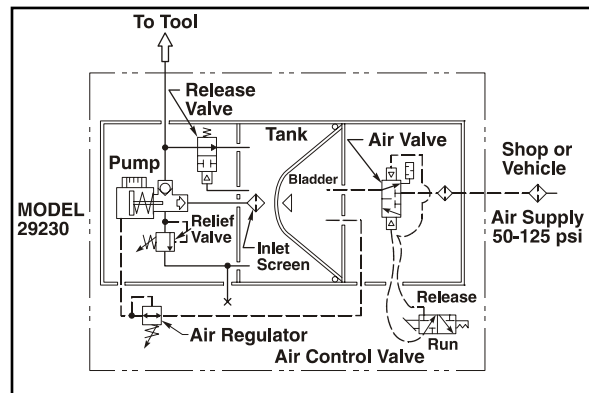 To Tool
Release
Valve
Tank
Air Valve
Shop or
Vehicle
Pump
Bladder
MODEL
29230
Relief
Valve
Inlet
Screen
Air Supply
50-125 psi
Release
Air Regulator
Run
Air Control Valve